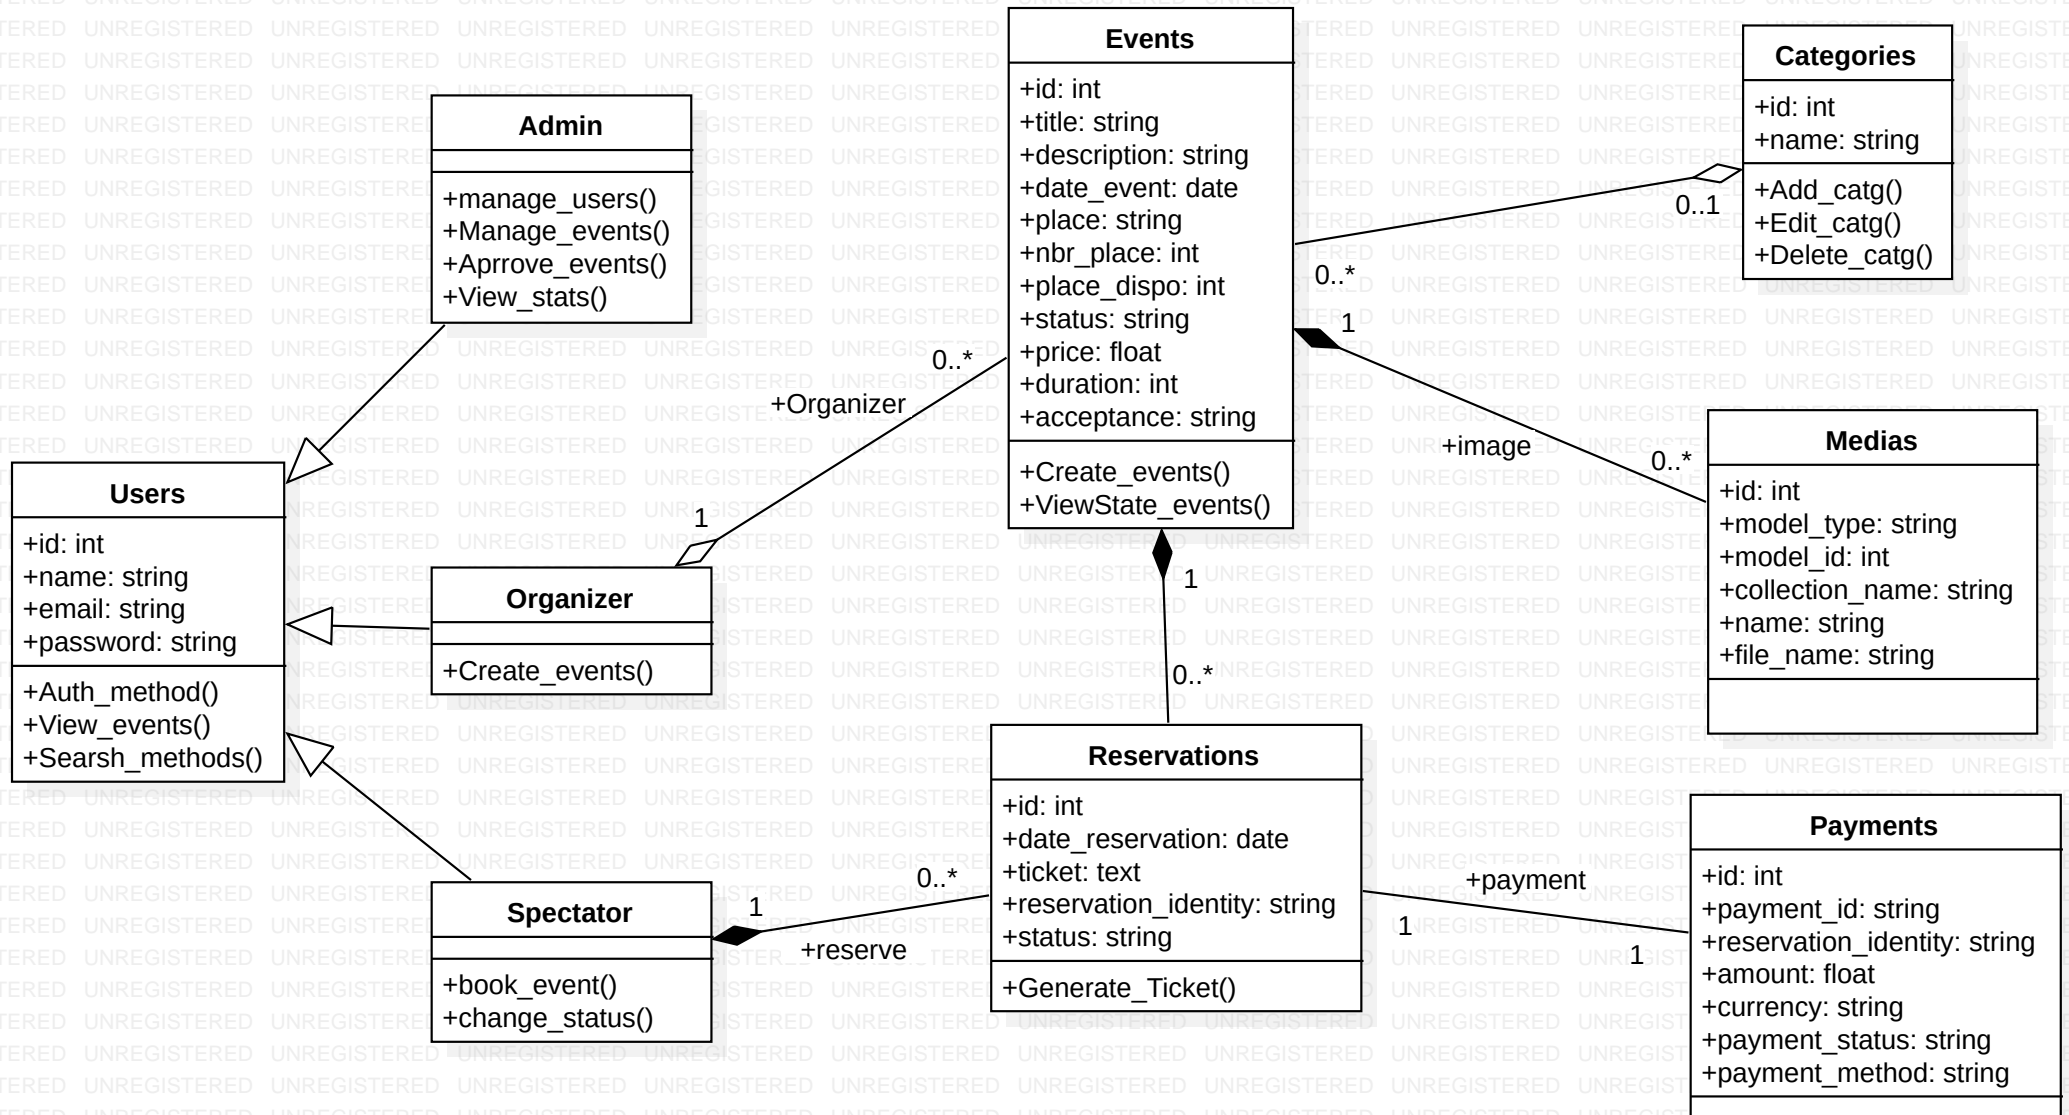 Events
+id: int
+title: string
+description: string
+date_event: date
+place: string
+nbr_place: int
+place_dispo: int
+status: string
+price: float
+duration: int
+acceptance: string
+Create_events()
+ViewState_events()
Categories
+id: int
+name: string
+Add_catg()
+Edit_catg()
+Delete_catg()
0..1
0..*
Admin
+manage_users()
+Manage_events()
+Aprrove_events()
+View_stats()
1
+image
0..*
0..*
+Organizer
1
Medias
+id: int
+model_type: string
+model_id: int
+collection_name: string
+name: string
+file_name: string
Users
+id: int
+name: string
+email: string
+password: string
+Auth_method()
+View_events()
+Searsh_methods()
Organizer
+Create_events()
1
0..*
Reservations
+id: int
+date_reservation: date
+ticket: text
+reservation_identity: string
+status: string
+Generate_Ticket()
Spectator
+book_event()
+change_status()
1
+reserve
0..*
+payment
1
1
Payments
+id: int
+payment_id: string
+reservation_identity: string
+amount: float
+currency: string
+payment_status: string
+payment_method: string
UNREGISTERED